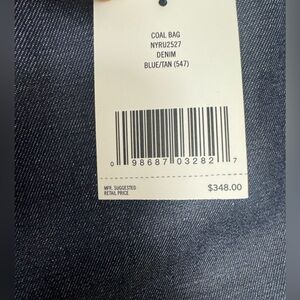 COAL BAG
NYRU2527
DENIM
BLUE/TAN (547)
0 98687 03282 7
MFR. SUGGESTED
RETAIL PRICE
$348.00